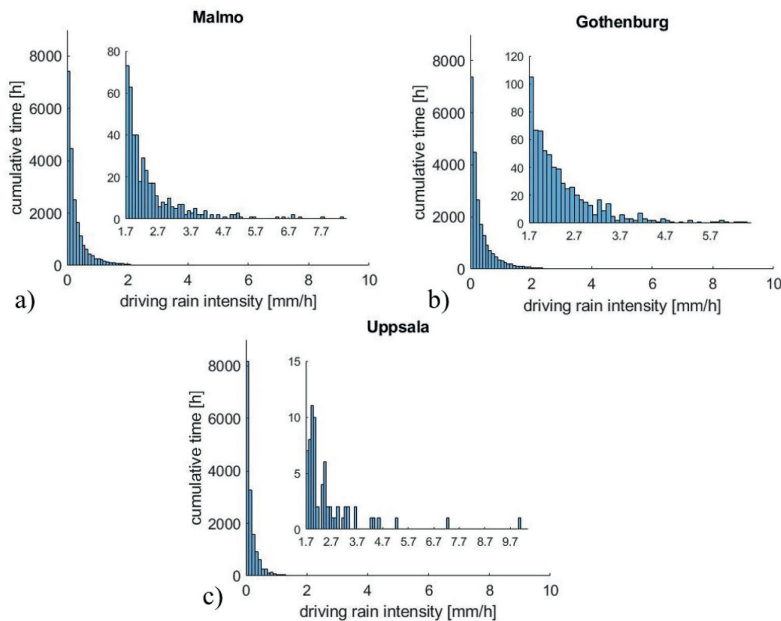 Malmo
cumulative time [h]
8000
6000
4000
2000
0
80
60
40
20
0
1.7 2.7 3.7 4.7 5.7 6.7 7.7
0 2 4 6 8 10
driving rain intensity [mm/h]
a)
Gothenburg
cumulative time [h]
8000
6000
4000
2000
0
120
100
80
60
40
20
0
1.7 2.7 3.7 4.7 5.7
0 2 4 6 8 10
driving rain intensity [mm/h]
b)
Uppsala
cumulative time [h]
8000
6000
4000
2000
0
15
10
5
0
1.7 2.7 3.7 4.7 5.7 6.7 7.7 8.7 9.7
0 2 4 6 8 10
driving rain intensity [mm/h]
c)